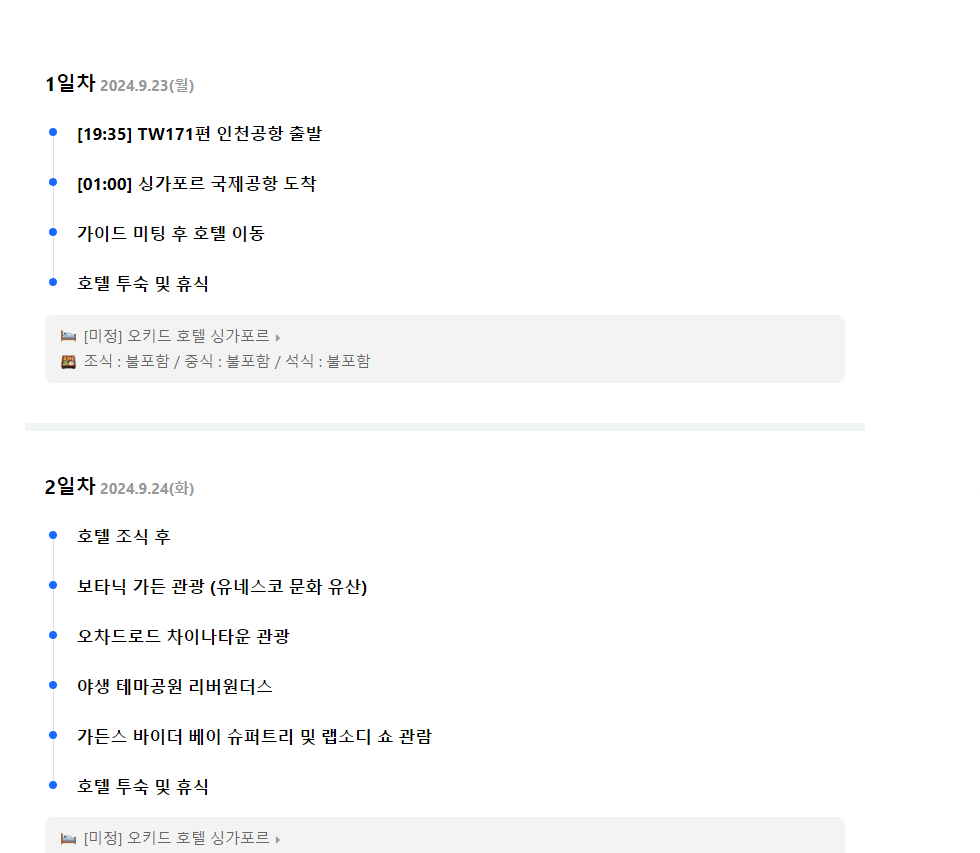 1일차 2024.9.23(월)
[19:35] TW171편 인천공항 출발
[01:00] 싱가포르 국제공항 도착
가이드 미팅 후 호텔 이동
호텔 투숙 및 휴식
[미정] 오키드 호텔 싱가포르
조식 : 불포함 / 중식 : 불포함 / 석식 : 불포함
2일차 2024.9.24(화)
호텔 조식 후
보타닉 가든 관광 (유네스코 문화 유산)
오차드로드 차이나타운 관광
야생 테마공원 리버원더스
가든스 바이더 베이 슈퍼트리 및 랩소디 쇼 관람
호텔 투숙 및 휴식
[미정] 오키드 호텔 싱가포르